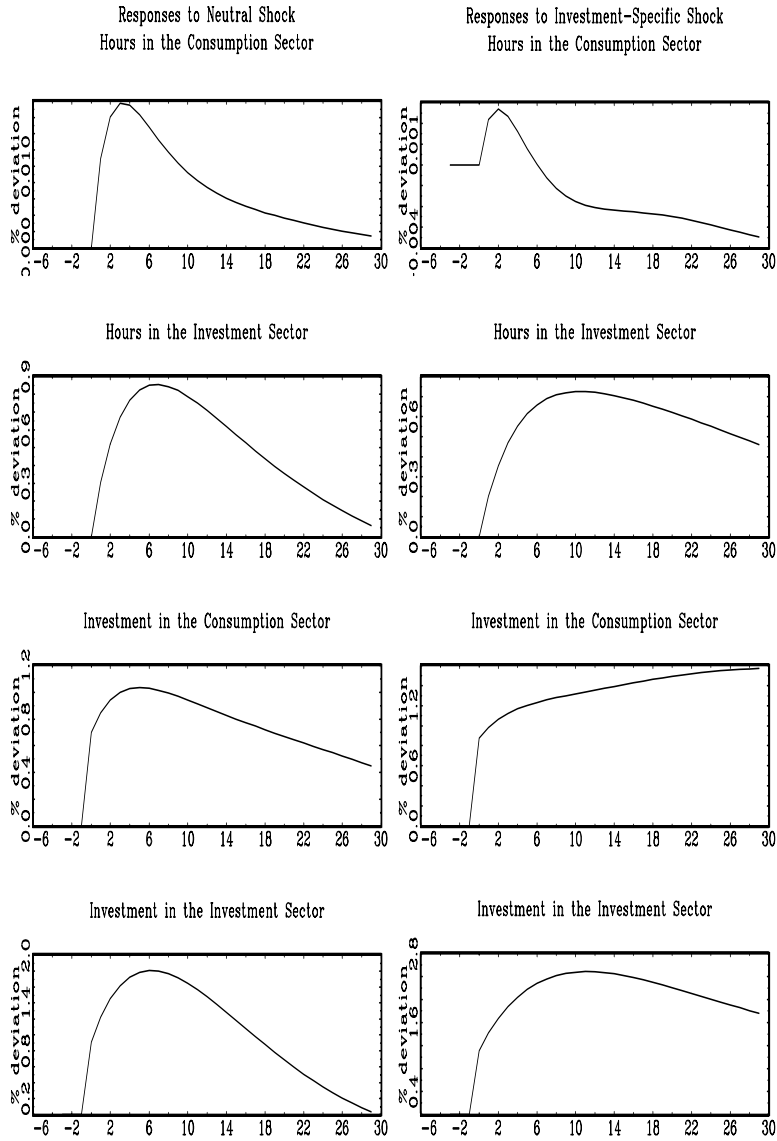 Responses to Neutral Shock
Hours in the Consumption Sector
% deviation
0.000 0.010
-6 -2 2 6 10 14 18 22 26 30
Responses to Investment-Specific Shock
Hours in the Consumption Sector
% deviation
0.001
-6 -2 2 6 10 14 18 22 26 30
Hours in the Investment Sector
% deviation
0.0 0.3 0.6 0.9
-6 -2 2 6 10 14 18 22 26 30
Hours in the Investment Sector
% deviation
0.0 0.3 0.6
-6 -2 2 6 10 14 18 22 26 30
Investment in the Consumption Sector
% deviation
0.0 0.4 0.8 1.2
-6 -2 2 6 10 14 18 22 26 30
Investment in the Consumption Sector
% deviation
0.0 0.6 1.2
-6 -2 2 6 10 14 18 22 26 30
Investment in the Investment Sector
% deviation
0.2 0.8 1.4 2.0
-6 -2 2 6 10 14 18 22 26 30
Investment in the Investment Sector
% deviation
0.4 1.6 2.8
-6 -2 2 6 10 14 18 22 26 30